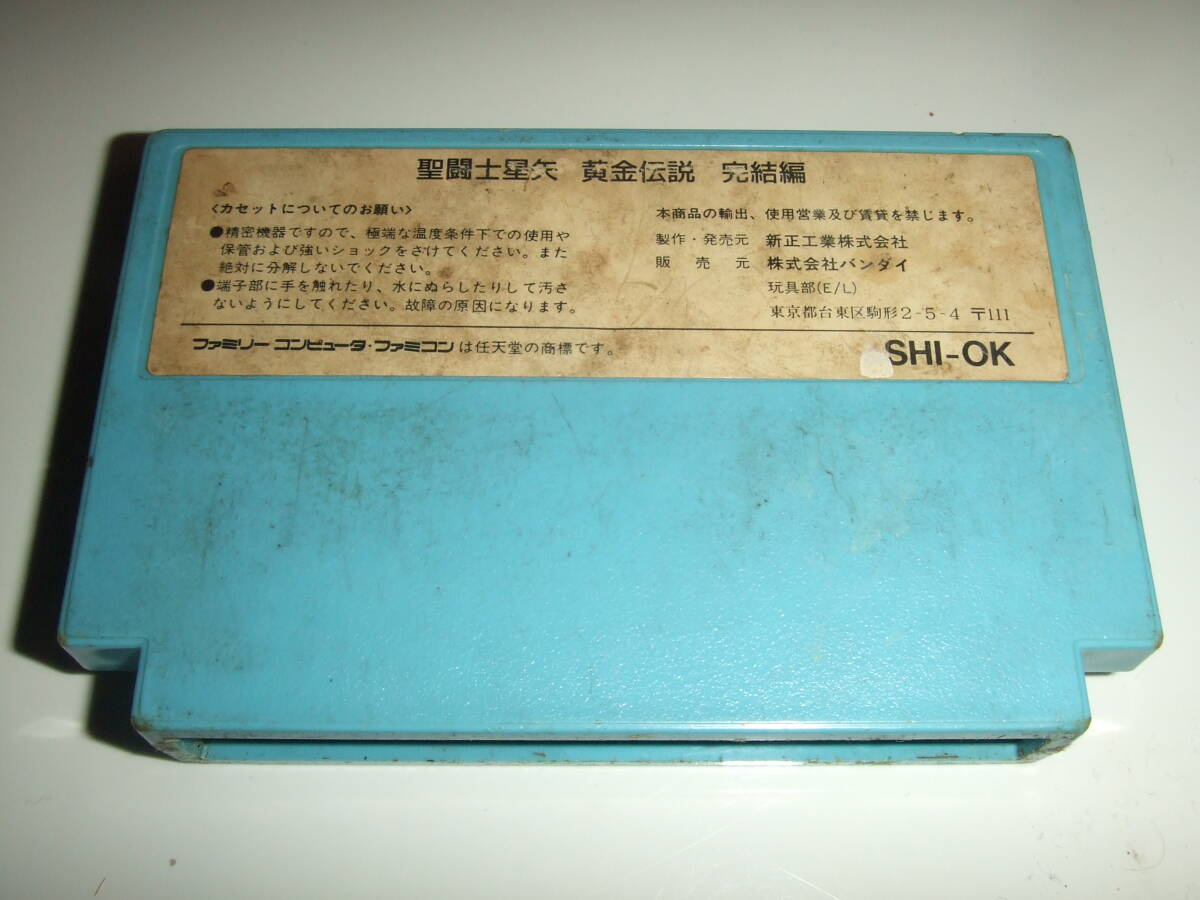 聖闘士星矢 黄金伝説 完結編
〈カセットについてのお願い〉
●精密機器ですので、極端な温度条件下での使用や
保管および強いショックをさけてください。また
絶対に分解しないでください。
●端子部に手を触れたり、水にぬらしたりして汚さ
ないようにしてください。故障の原因になります。
本商品の輸出、使用営業及び賃貸を禁じます。
製作・発売元 新正工業株式会社
販売元 株式会社バンダイ
玩具部(E/L)
東京都台東区駒形2-5-4 〒111
ファミリーコンピュータ・ファミコンは任天堂の商標です。
SHI-OK